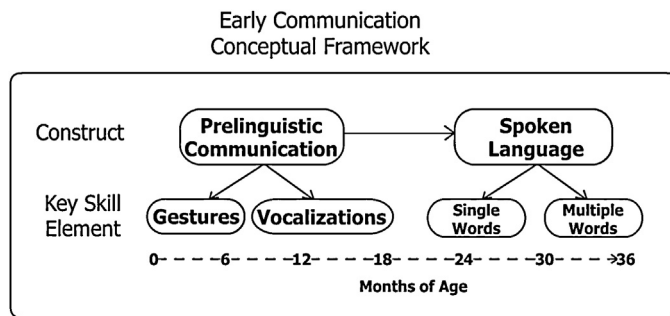 Early Communication
Conceptual Framework
Construct
Prelinguistic
Communication
Spoken
Language
Key Skill
Element
Gestures
Vocalizations
Single
Words
Multiple
Words
0 6 12 18 24 30 36
Months of Age